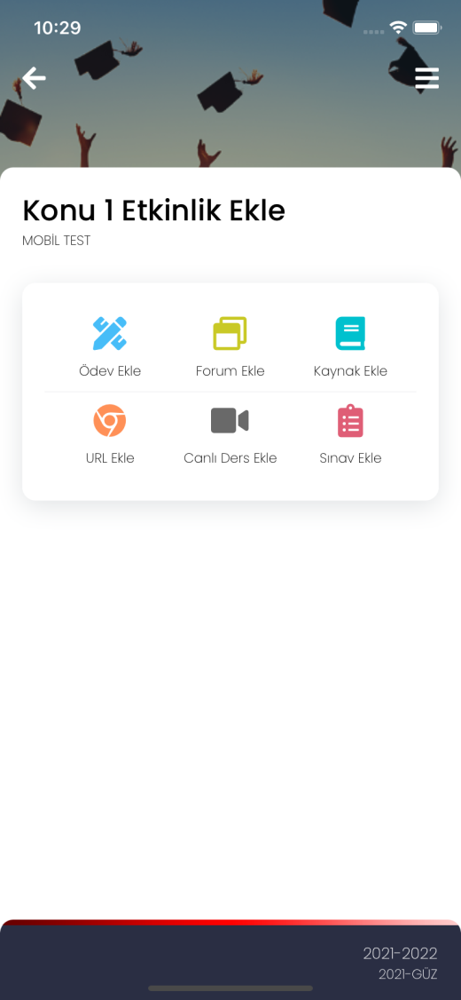 10:29
Konu 1 Etkinlik Ekle
MOBİL TEST
Ödev Ekle
Forum Ekle
Kaynak Ekle
URL Ekle
Canlı Ders Ekle
Sınav Ekle
2021-2022
2021-GÜZ